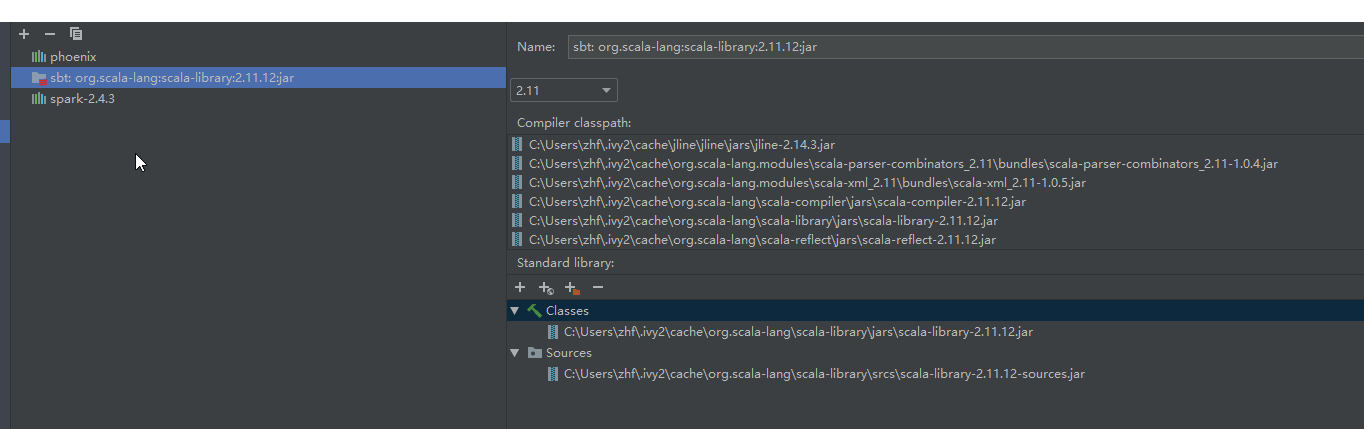 phoenix
sbt: org.scala-lang:scala-library:2.11.12:jar
spark-2.4.3
Name: sbt: org.scala-lang:scala-library:2.11.12:jar
2.11
Compiler classpath:
C:\Users\zhf\.ivy2\cache\jline\jline\jars\jline-2.14.3.jar
C:\Users\zhf\.ivy2\cache\org.scala-lang.modules\scala-parser-combinators_2.11\bundles\scala-parser-combinators_2.11-1.0.4.jar
C:\Users\zhf\.ivy2\cache\org.scala-lang.modules\scala-xml_2.11\bundles\scala-xml_2.11-1.0.5.jar
C:\Users\zhf\.ivy2\cache\org.scala-lang\scala-compiler\jars\scala-compiler-2.11.12.jar
C:\Users\zhf\.ivy2\cache\org.scala-lang\scala-library\jars\scala-library-2.11.12.jar
C:\Users\zhf\.ivy2\cache\org.scala-lang\scala-reflect\jars\scala-reflect-2.11.12.jar
Standard library:
Classes
C:\Users\zhf\.ivy2\cache\org.scala-lang\scala-library\jars\scala-library-2.11.12.jar
Sources
C:\Users\zhf\.ivy2\cache\org.scala-lang\scala-library\srcs\scala-library-2.11.12-sources.jar